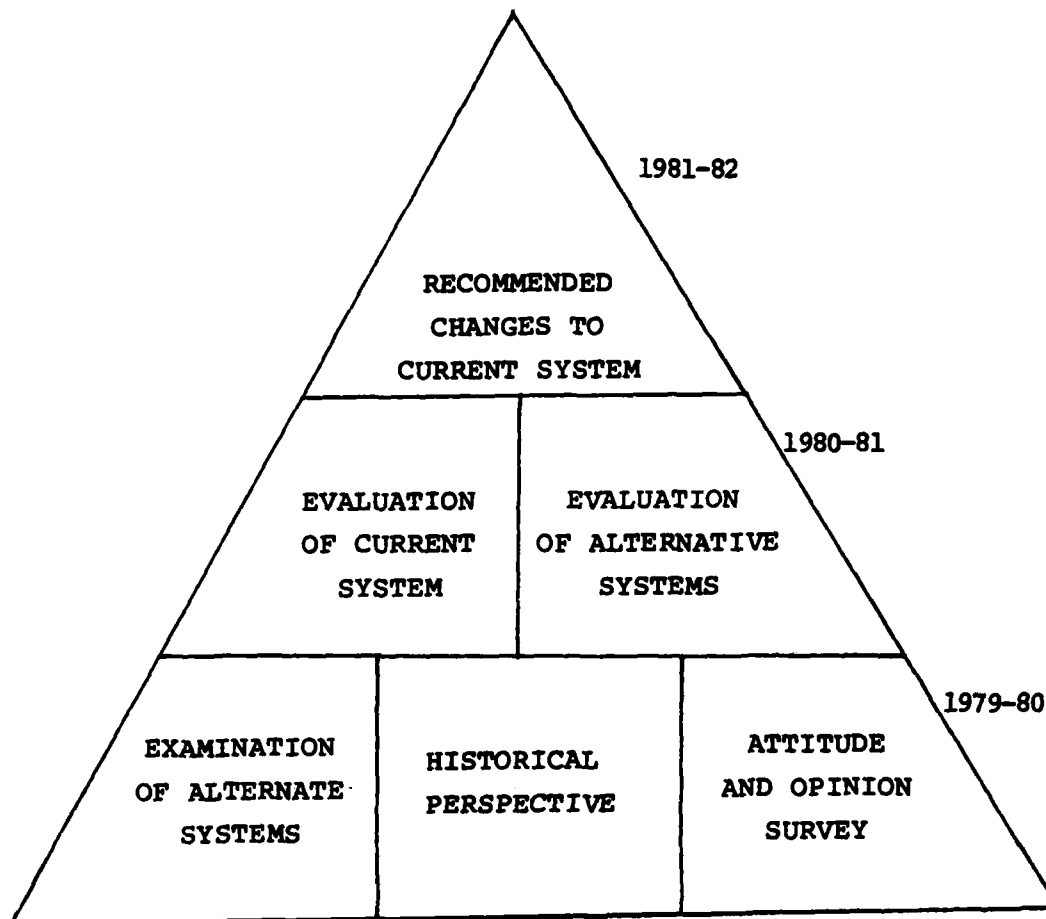 1981-82
RECOMMENDED
CHANGES TO
CURRENT SYSTEM
1980-81
EVALUATION
OF CURRENT
SYSTEM
EVALUATION
OF ALTERNATIVE
SYSTEMS
1979-80
EXAMINATION
OF ALTERNATE
SYSTEMS
HISTORICAL
PERSPECTIVE
ATTITUDE
AND OPINION
SURVEY